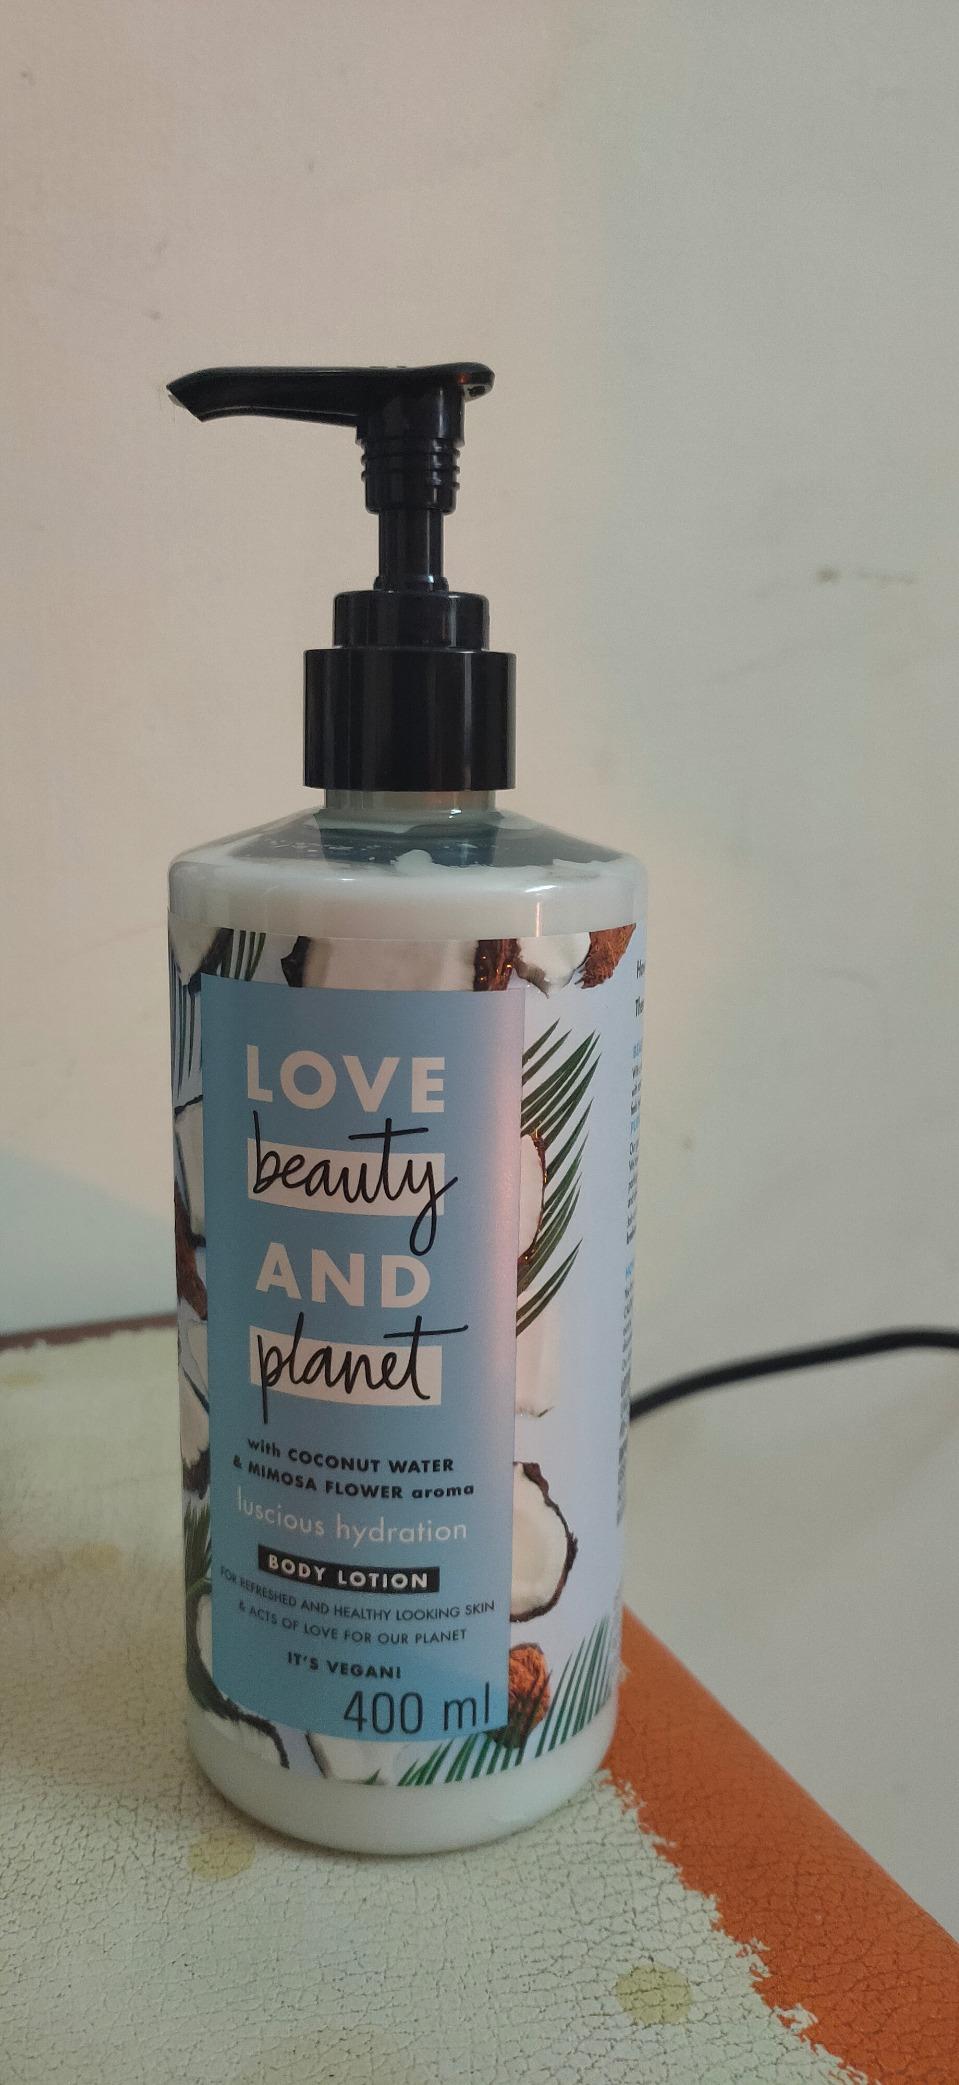 LOVE
beauty
AND
planet
with COCONUT WATER
& MIMOSA FLOWER aroma
luscious hydration
BODY LOTION
FOR REFRESHED AND HEALTHY LOOKING SKIN
& ACTS OF LOVE FOR OUR PLANET
IT'S VEGAN!
400 ml